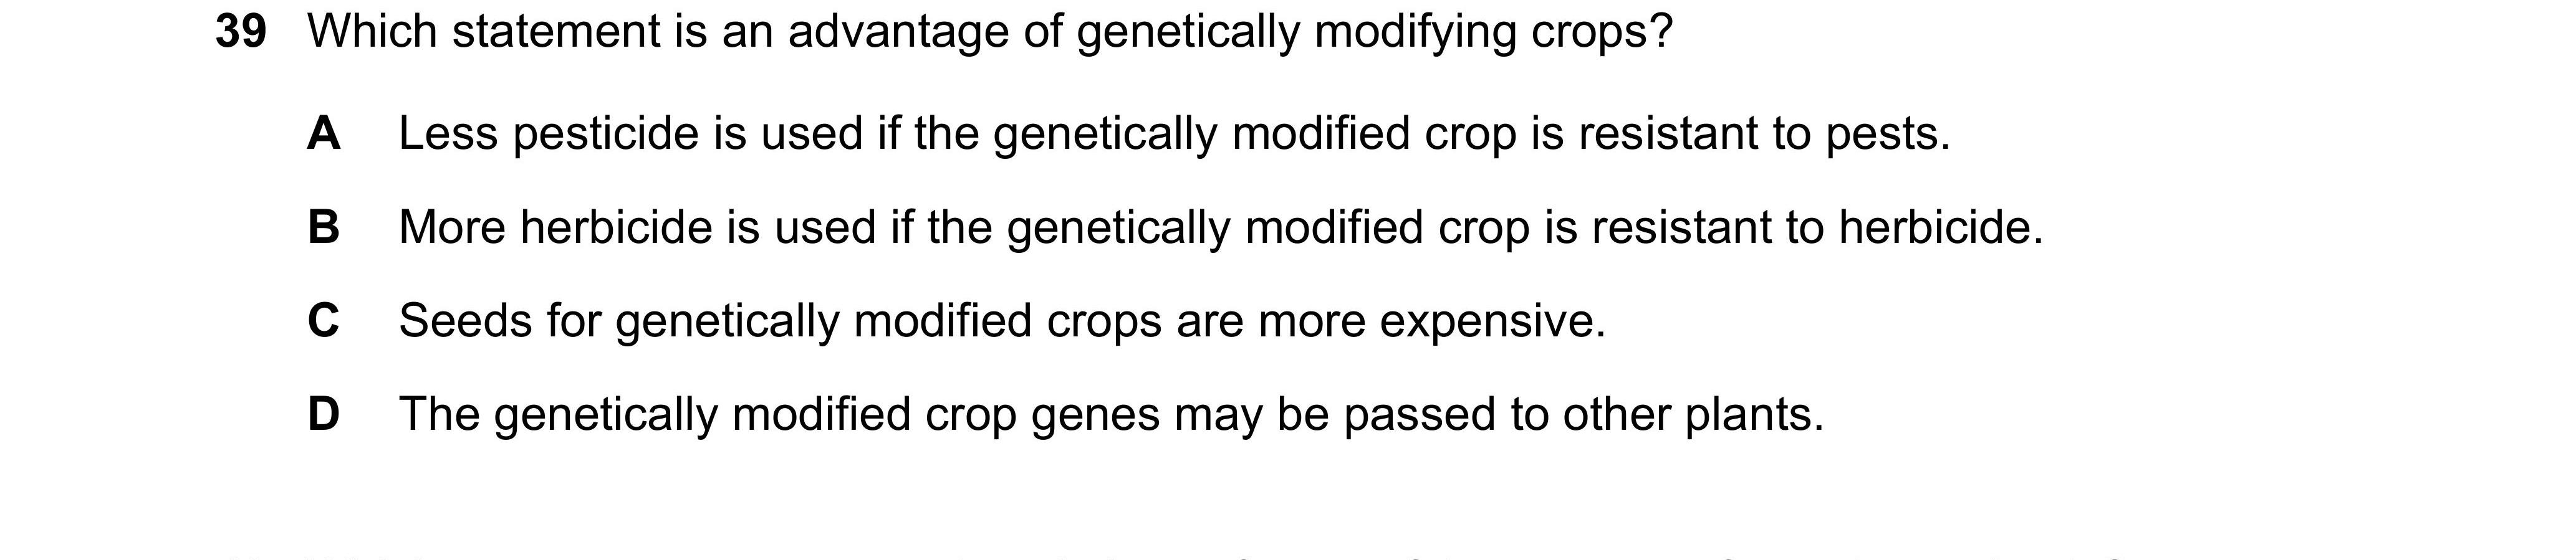 39 Which statement is an advantage of genetically modifying crops?
A Less pesticide is used if the genetically modified crop is resistant to pests.
B More herbicide is used if the genetically modified crop is resistant to herbicide.
C Seeds for genetically modified crops are more expensive.
D The genetically modified crop genes may be passed to other plants.